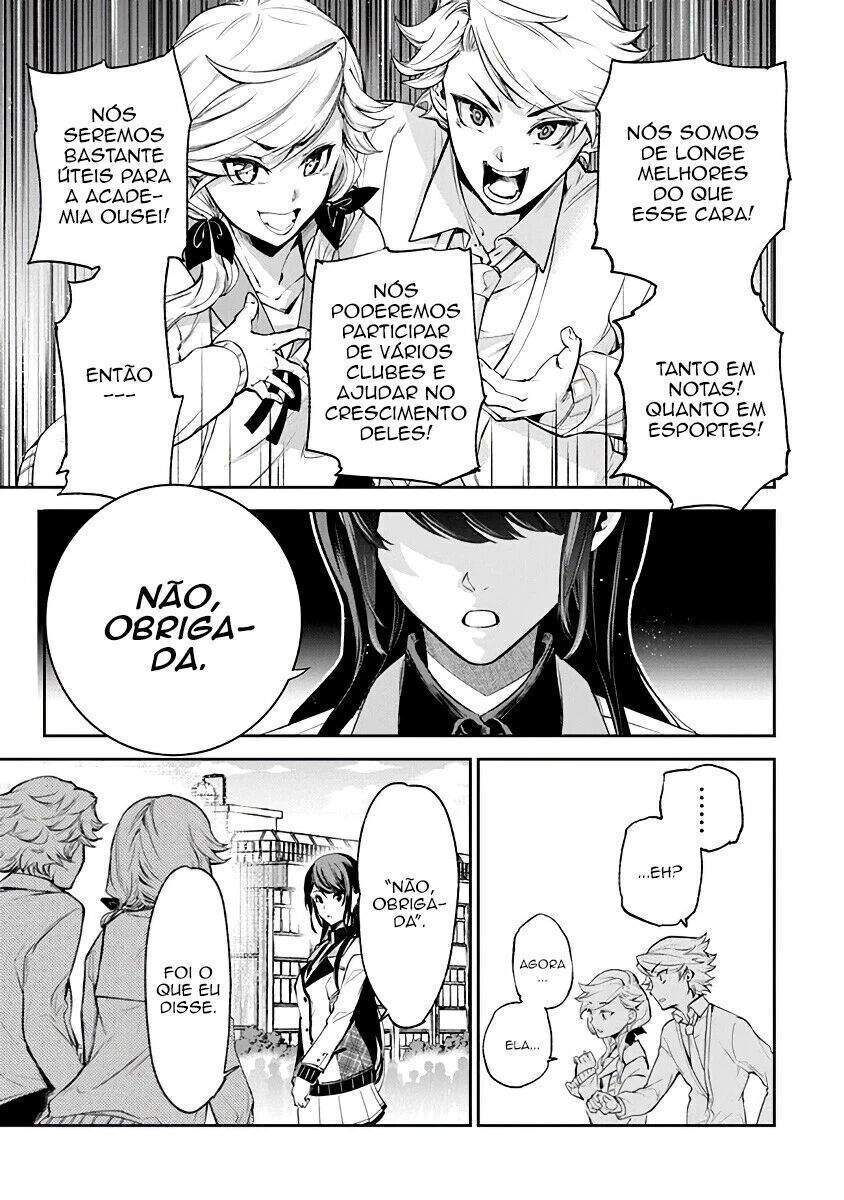 NÓS SOMOS
DE LONGE
MELHORES
DO QUE
ESSE CARA!
TANTO EM
NOTAS!
QUANTO EM
ESPORTES!
NÓS
PODEREMOS
PARTICIPAR
DE VÁRIOS
CLUBES E
AJUDAR NO
CRESCIMENTO
DELES!
NÓS
SEREMOS
BASTANTE
ÚTEIS PARA
A ACADE-
MIA OUSEI!
ENTÃO
---
NÃO,
OBRIGA-
DA.
......
...EH?
AGORA
...
ELA...
"NÃO,
OBRIGA-
DA".
FOI O
QUE EU
DISSE.